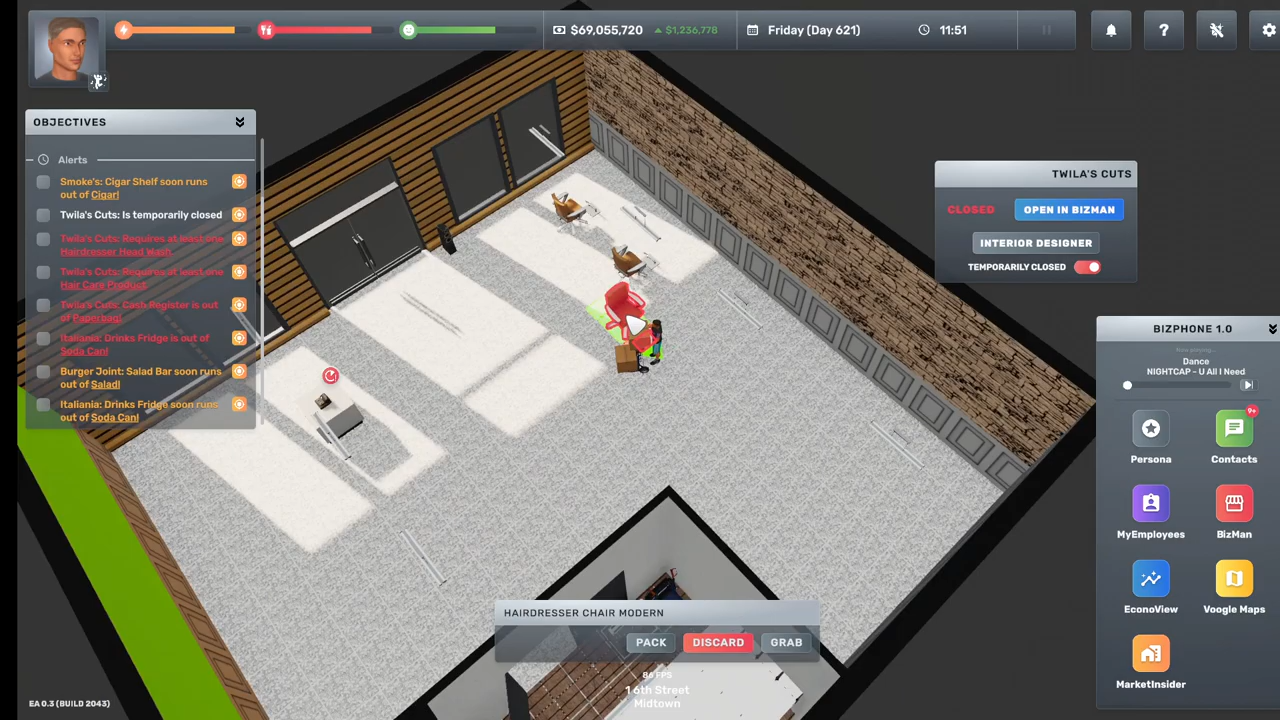 $69,055,720 ▲ $1,236,778
Friday (Day 621)
11:51
OBJECTIVES
Alerts
Smoke's: Cigar Shelf soon runs
out of Cigar!
Twila's Cuts: Is temporarily closed
Twila's Cuts: Requires at least one
Hairdresser Head Wash
Twila's Cuts: Requires at least one
Hair Care Product
Twila's Cuts: Cash Register is out
of Paperbag!
Italiania: Drinks Fridge is out of
Soda Can!
Burger Joint: Salad Bar soon runs
out of Salad!
Italiania: Drinks Fridge soon runs
out of Soda Can!
TWILA'S CUTS
CLOSED
OPEN IN BIZMAN
INTERIOR DESIGNER
TEMPORARILY CLOSED
BIZPHONE 1.0
Now playing...
Dance
NIGHTCAP - U All I Need
9+
Persona
Contacts
MyEmployees
BizMan
EconoView
Voogle Maps
MarketInsider
HAIRDRESSER CHAIR MODERN
PACK
DISCARD
GRAB
86 FPS
1 6th Street
Midtown
EA 0.3 (BUILD 2043)